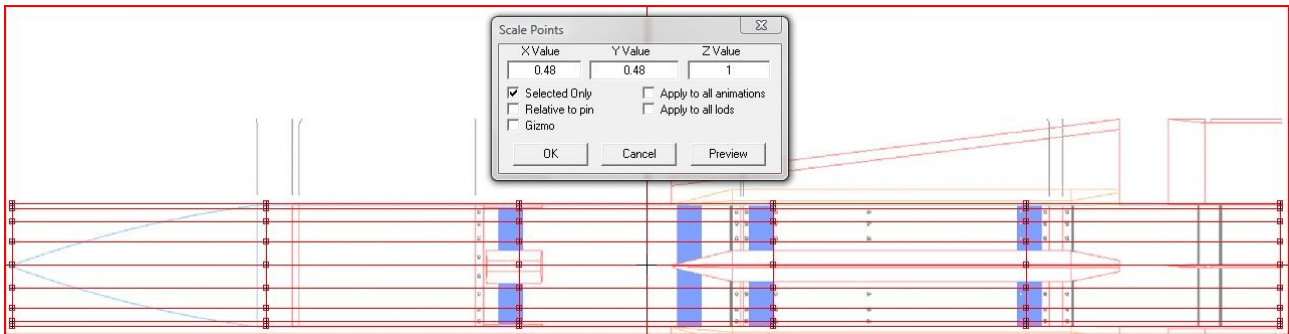 Scale Points
X Value Y Value Z Value
0.48 0.48 1
Selected Only Apply to all animations
Relative to pin Apply to all lods
Gizmo
OK Cancel Preview